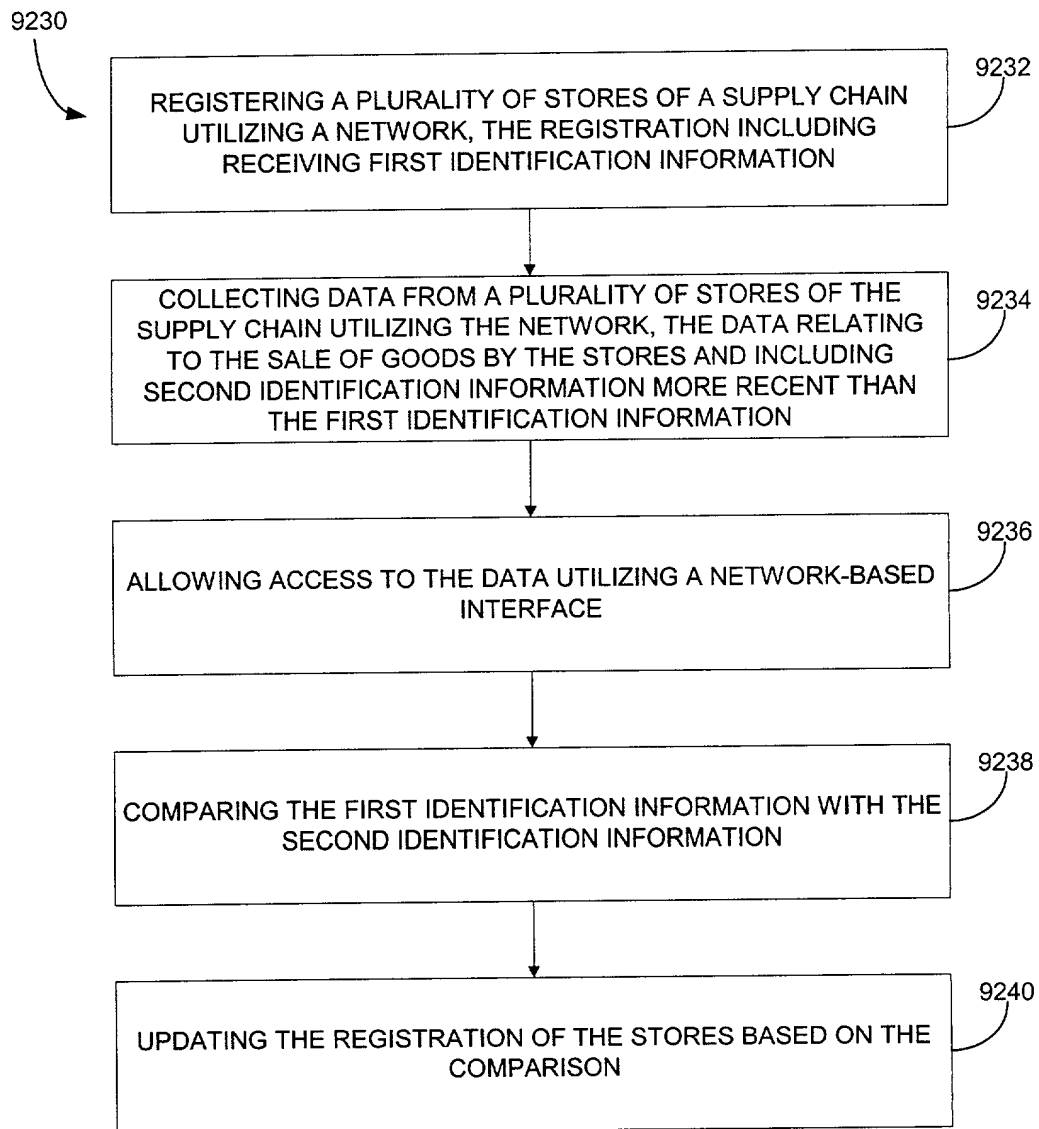 9230
9232
REGISTERING A PLURALITY OF STORES OF A SUPPLY CHAIN
UTILIZING A NETWORK, THE REGISTRATION INCLUDING
RECEIVING FIRST IDENTIFICATION INFORMATION
9234
COLLECTING DATA FROM A PLURALITY OF STORES OF THE
SUPPLY CHAIN UTILIZING THE NETWORK, THE DATA RELATING
TO THE SALE OF GOODS BY THE STORES AND INCLUDING
SECOND IDENTIFICATION INFORMATION MORE RECENT THAN
THE FIRST IDENTIFICATION INFORMATION
9236
ALLOWING ACCESS TO THE DATA UTILIZING A NETWORK-BASED
INTERFACE
9238
COMPARING THE FIRST IDENTIFICATION INFORMATION WITH THE
SECOND IDENTIFICATION INFORMATION
9240
UPDATING THE REGISTRATION OF THE STORES BASED ON THE
COMPARISON